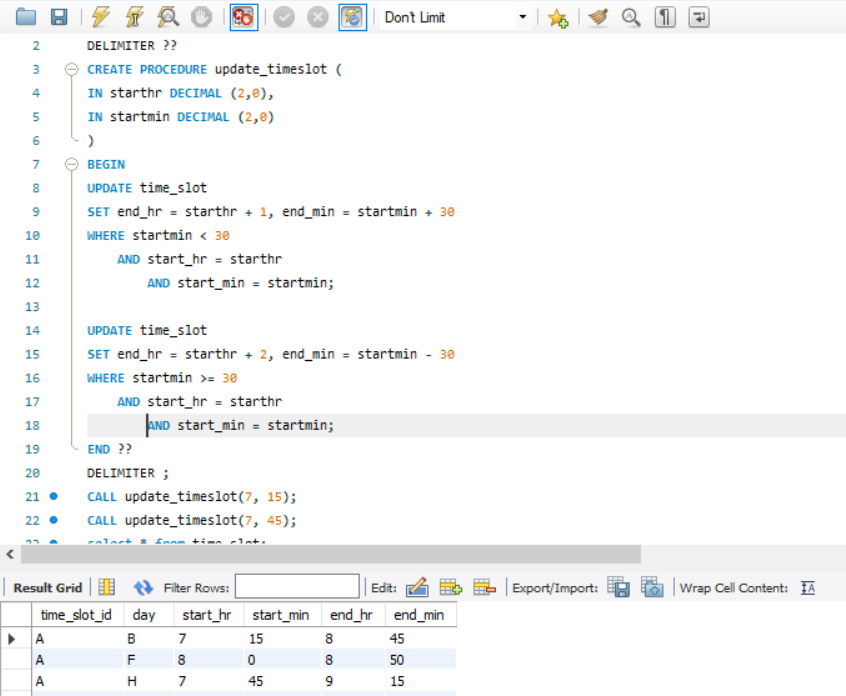 Don't Limit
2 DELIMITER ??
3 CREATE PROCEDURE update_timeslot (
4 IN starthr DECIMAL (2,0),
5 IN startmin DECIMAL (2,0)
6 )
7 BEGIN
8 UPDATE time_slot
9 SET end_hr = starthr + 1, end_min = startmin + 30
10 WHERE startmin < 30
11 AND start_hr = starthr
12 AND start_min = startmin;
13
14 UPDATE time_slot
15 SET end_hr = starthr + 2, end_min = startmin - 30
16 WHERE startmin >= 30
17 AND start_hr = starthr
18 AND start_min = startmin;
19 END ??
20 DELIMITER ;
21 CALL update_timeslot(7, 15);
22 CALL update_timeslot(7, 45);
23 select * from time_slot;
Result Grid Filter Rows: Edit: Export/Import: Wrap Cell Content:
time_slot_id day start_hr start_min end_hr end_min
A B 7 15 8 45
A F 8 0 8 50
A H 7 45 9 15